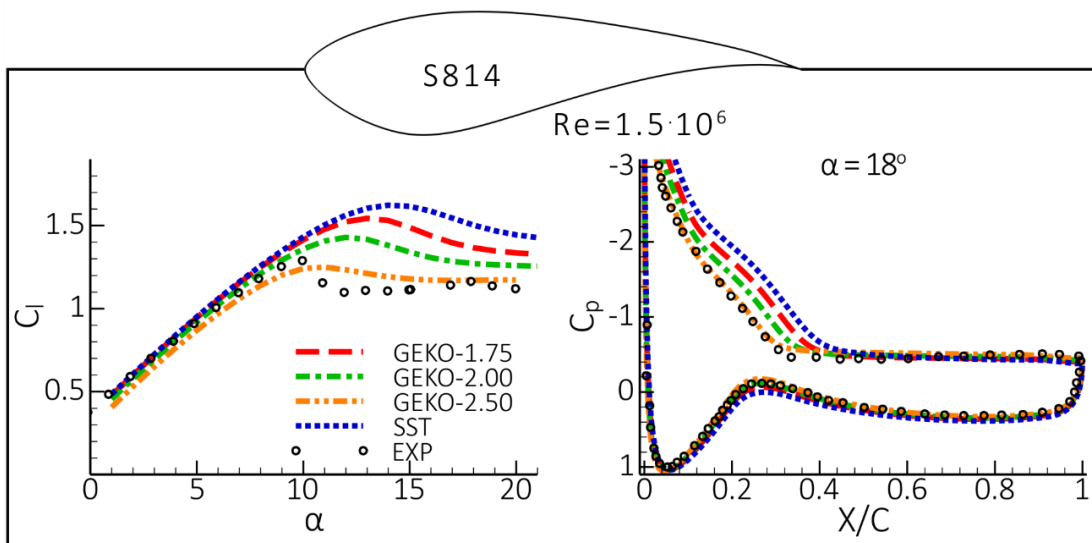 S814
Re=1.5·10⁶
C_l
1.5
1
0.5
0
5
10
15
20
α
GEKO-1.75
GEKO-2.00
GEKO-2.50
SST
EXP
α = 18°
C_p
-3
-2
-1
0
1
0
0.2
0.4
0.6
0.8
1
X/C